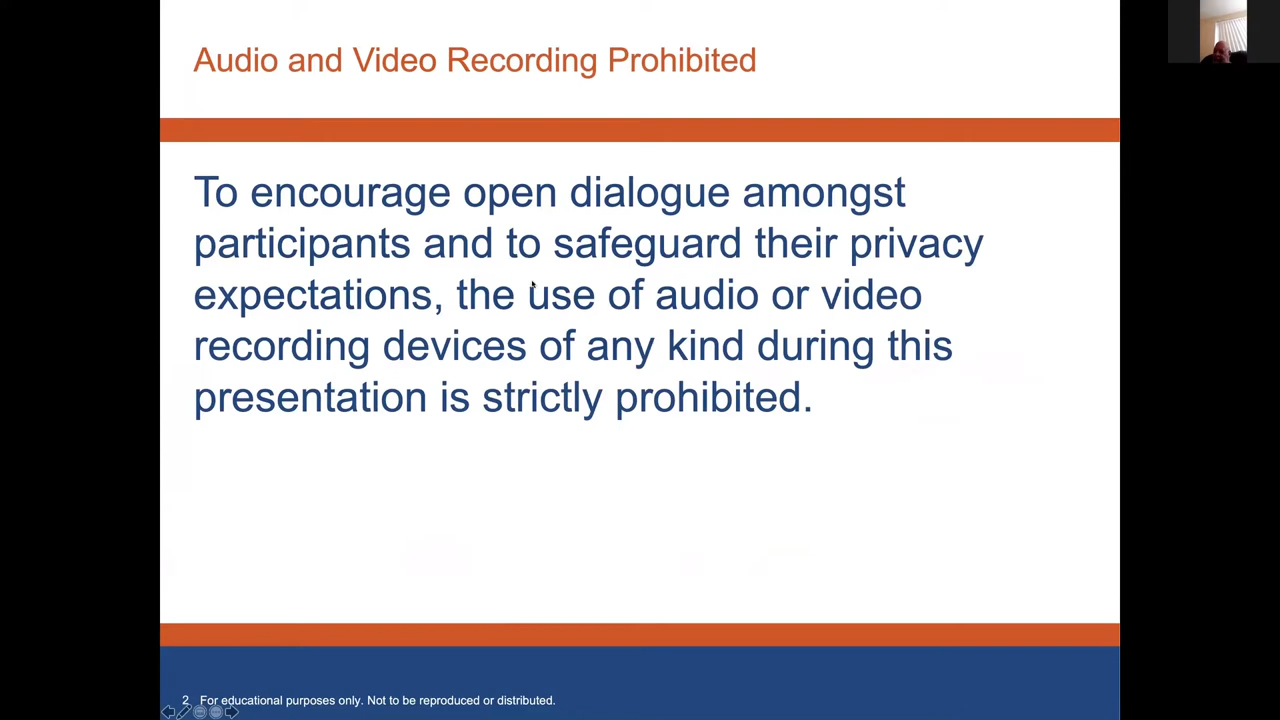 Audio and Video Recording Prohibited
To encourage open dialogue amongst
participants and to safeguard their privacy
expectations, the use of audio or video
recording devices of any kind during this
presentation is strictly prohibited.
2 For educational purposes only. Not to be reproduced or distributed.